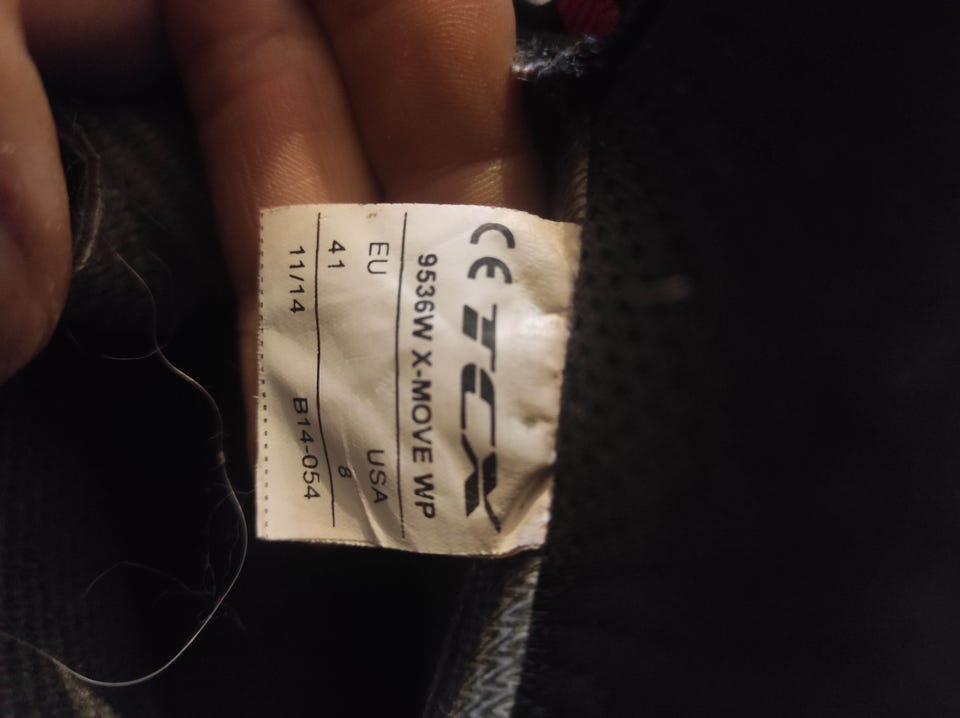 CE TCX
9536W X-MOVE WP
EU USA
41 8
11/14 B14-054